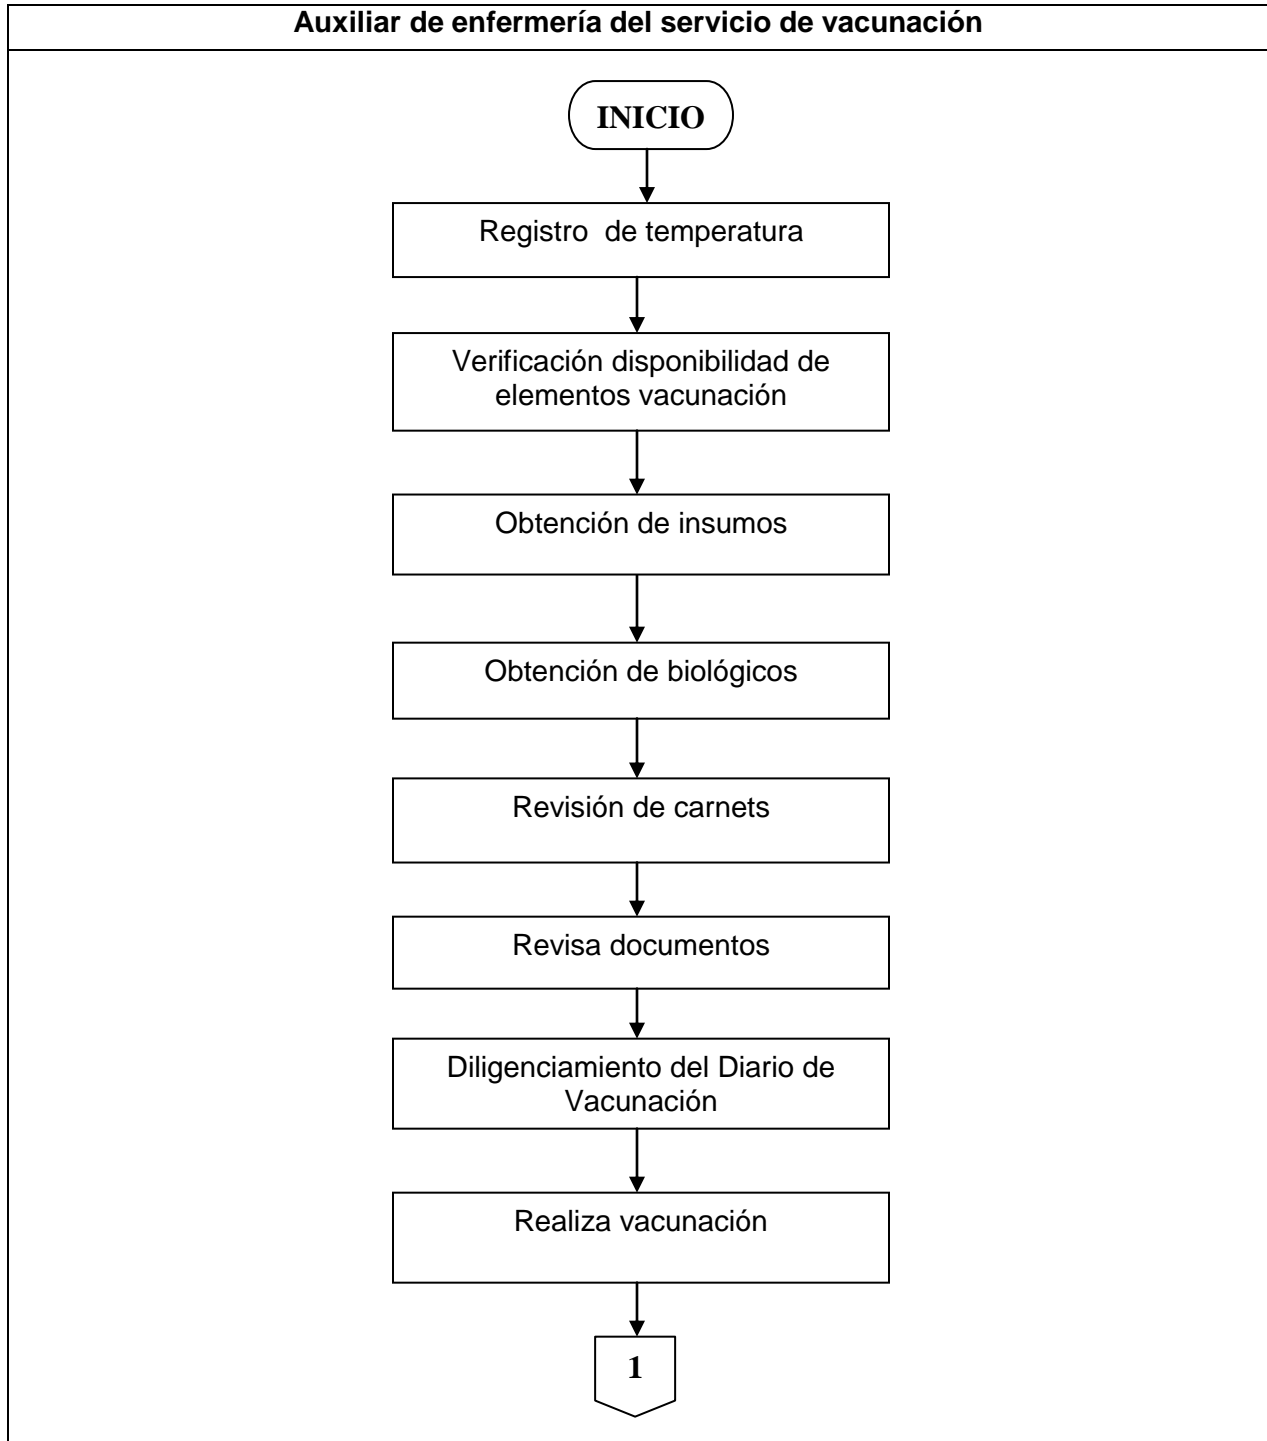 Auxiliar de enfermería del servicio de vacunación
INICIO
Registro de temperatura
Verificación disponibilidad de
elementos vacunación
Obtención de insumos
Obtención de biológicos
Revisión de carnets
Revisa documentos
Diligenciamiento del Diario de
Vacunación
Realiza vacunación
1